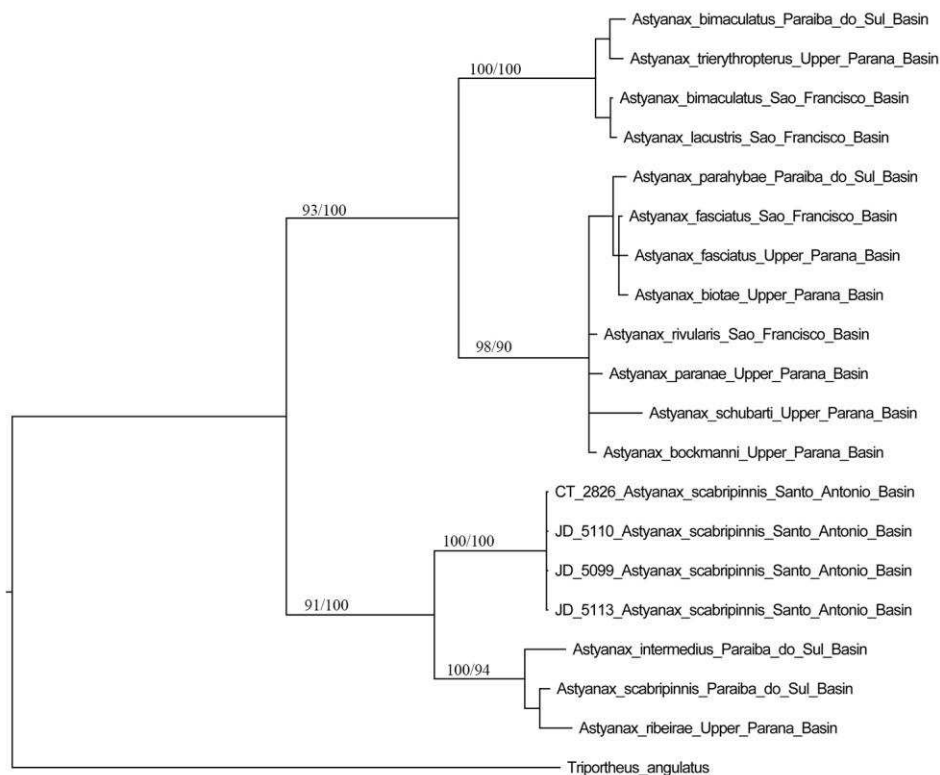 Astyanax_bimaculatus_Paraiba_do_Sul_Basin
Astyanax_trierythropterus_Upper_Parana_Basin
100/100
Astyanax_bimaculatus_Sao_Francisco_Basin
Astyanax_lacustris_Sao_Francisco_Basin
Astyanax_parahybae_Paraiba_do_Sul_Basin
93/100
Astyanax_fasciatus_Sao_Francisco_Basin
Astyanax_fasciatus_Upper_Parana_Basin
Astyanax_biotae_Upper_Parana_Basin
Astyanax_rivularis_Sao_Francisco_Basin
98/90
Astyanax_paranae_Upper_Parana_Basin
Astyanax_schubarti_Upper_Parana_Basin
Astyanax_bockmanni_Upper_Parana_Basin
CT_2826_Astyanax_scabripinnis_Santo_Antonio_Basin
JD_5110_Astyanax_scabripinnis_Santo_Antonio_Basin
100/100
JD_5099_Astyanax_scabripinnis_Santo_Antonio_Basin
91/100
JD_5113_Astyanax_scabripinnis_Santo_Antonio_Basin
Astyanax_intermedius_Paraiba_do_Sul_Basin
100/94
Astyanax_scabripinnis_Paraiba_do_Sul_Basin
Astyanax_ribeirae_Upper_Parana_Basin
Triportheus_angulatus